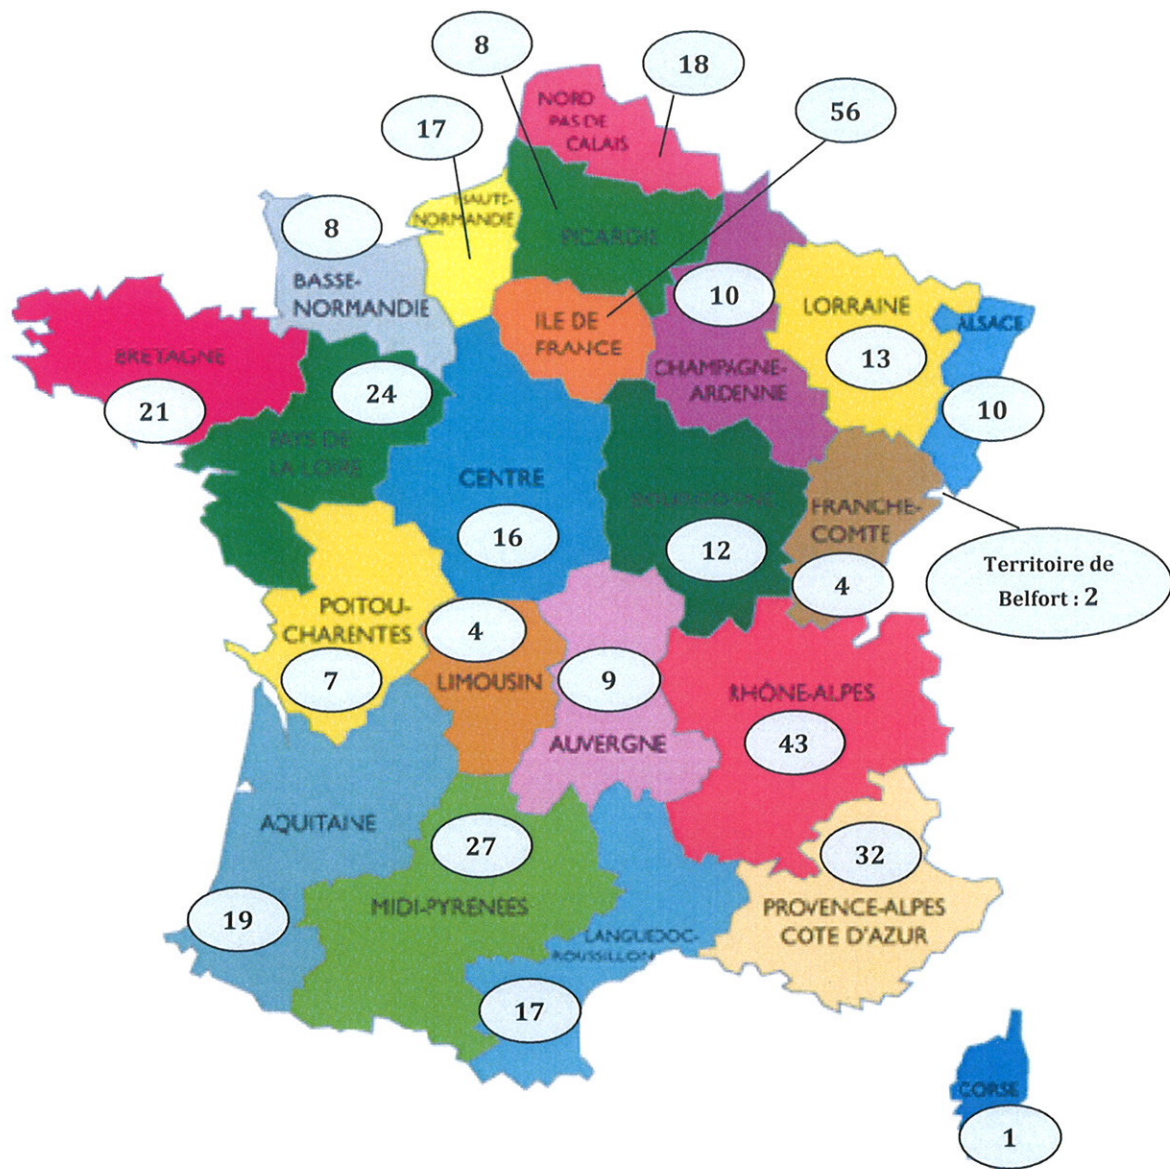 8
18
NORD
PAS DE
CALAIS
56
17
HAUTE-
NORMANDIE
8
PICARDIE
BASSE-
NORMANDIE
10
LORRAINE
ILE DE
FRANCE
ALSACE
BRETAGNE
13
CHAMPAGNE-
ARDENNE
24
21
10
PAYS DE
LA LOIRE
CENTRE
BOURGOGNE
FRANCHE-
COMTE
16
12
Territoire de
Belfort : 2
4
POITOU-
CHARENTES
4
7
LIMOUSIN
9
RHÔNE-ALPES
AUVERGNE
43
AQUITAINE
27
32
MIDI-PYRENEES
PROVENCE-ALPES
COTE D'AZUR
19
LANGUEDOC-
ROUSSILLON
17
CORSE
1